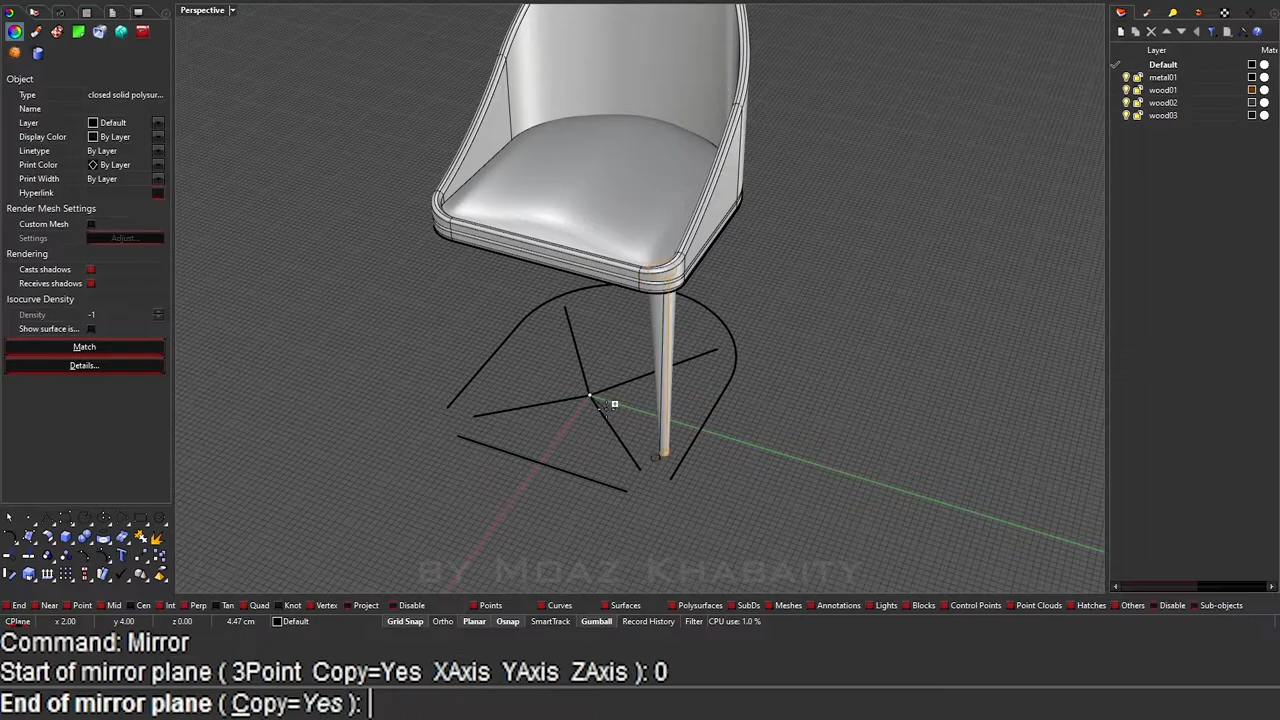 Perspective
Object
Type closed solid polysur...
Name
Layer Default
Display Color By Layer
Linetype By Layer
Print Color By Layer
Print Width By Layer
Hyperlink
Render Mesh Settings
Custom Mesh
Settings Adjust...
Rendering
Casts shadows
Receives shadows
Isocurve Density
Density -1
Show surface is...
Match
Details...
Layer Mate
Default
metal01
wood01
wood02
wood03
End Near Point Mid Cen Int Perp Tan Quad Knot Vertex Project Disable Points Curves Surfaces Polysurfaces SubDs Meshes Annotations Lights Blocks Control Points Point Clouds Hatches Others Disable Sub-objects
CPlane x 2.00 y 4.00 z 0.00 4.47 cm Default Grid Snap Ortho Planar Osnap SmartTrack Gumball Record History Filter CPU use: 1.0 %
Command: Mirror
Start of mirror plane ( 3Point Copy=Yes XAxis YAxis ZAxis ): 0
End of mirror plane ( Copy=Yes ):